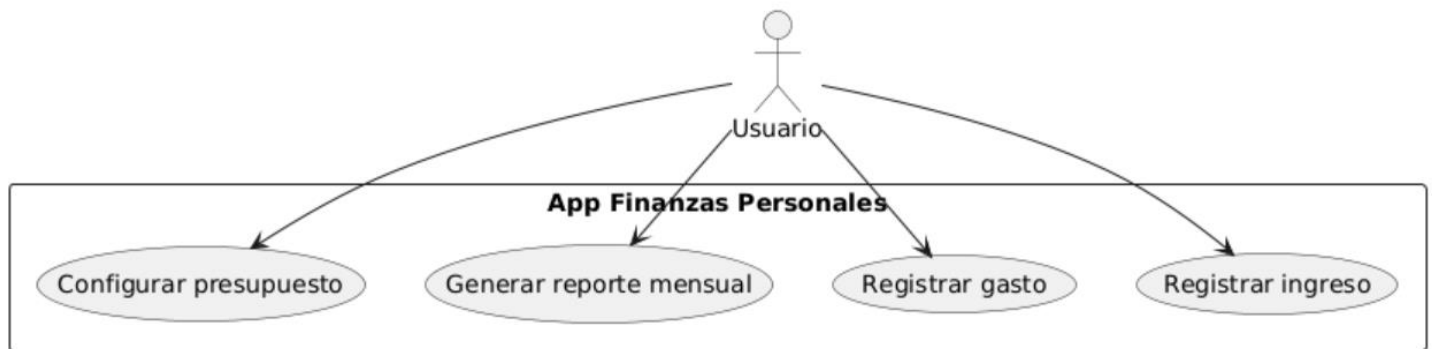 Usuario
App Finanzas Personales
Configurar presupuesto
Generar reporte mensual
Registrar gasto
Registrar ingreso